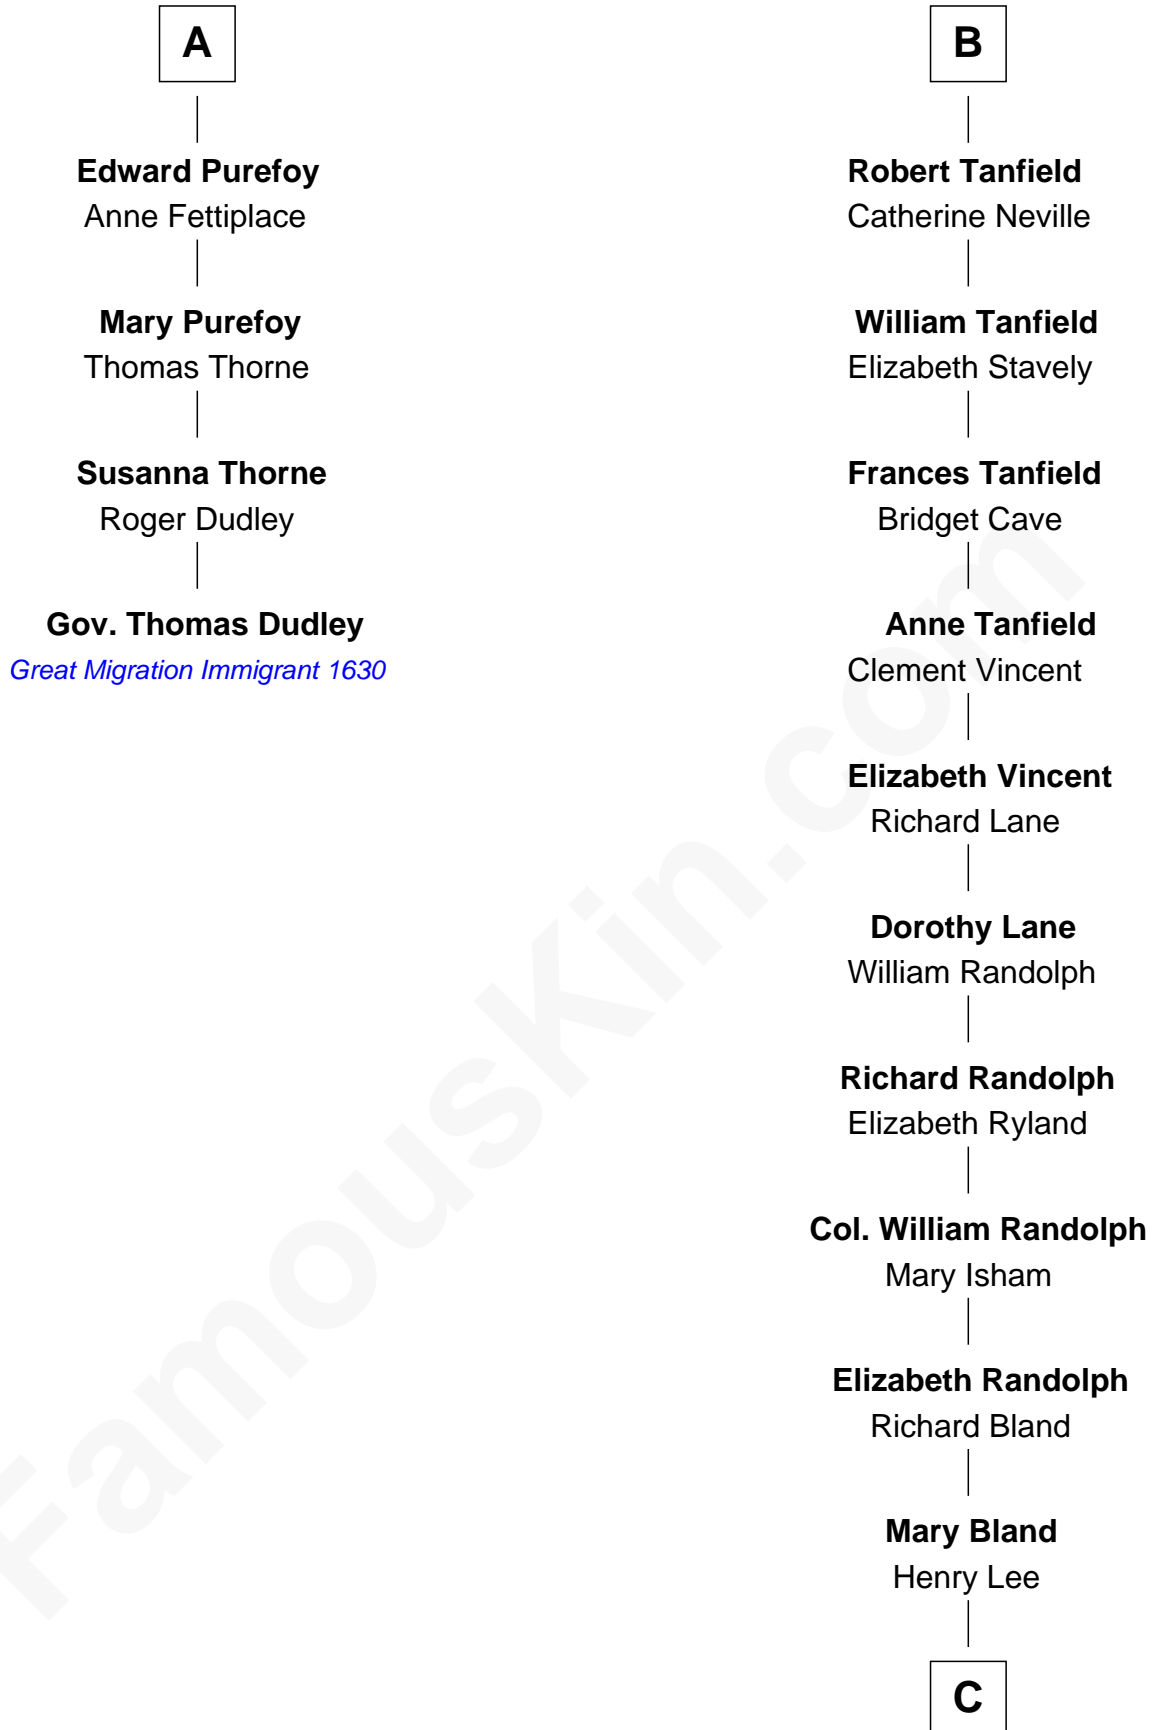 A
Edward Purefoy
Anne Fettiplace
Mary Purefoy
Thomas Thorne
Susanna Thorne
Roger Dudley
Gov. Thomas Dudley
Great Migration Immigrant 1630
B
Robert Tanfield
Catherine Neville
William Tanfield
Elizabeth Stavely
Frances Tanfield
Bridget Cave
Anne Tanfield
Clement Vincent
Elizabeth Vincent
Richard Lane
Dorothy Lane
William Randolph
Richard Randolph
Elizabeth Ryland
Col. William Randolph
Mary Isham
Elizabeth Randolph
Richard Bland
Mary Bland
Henry Lee
C
FamousKin.com